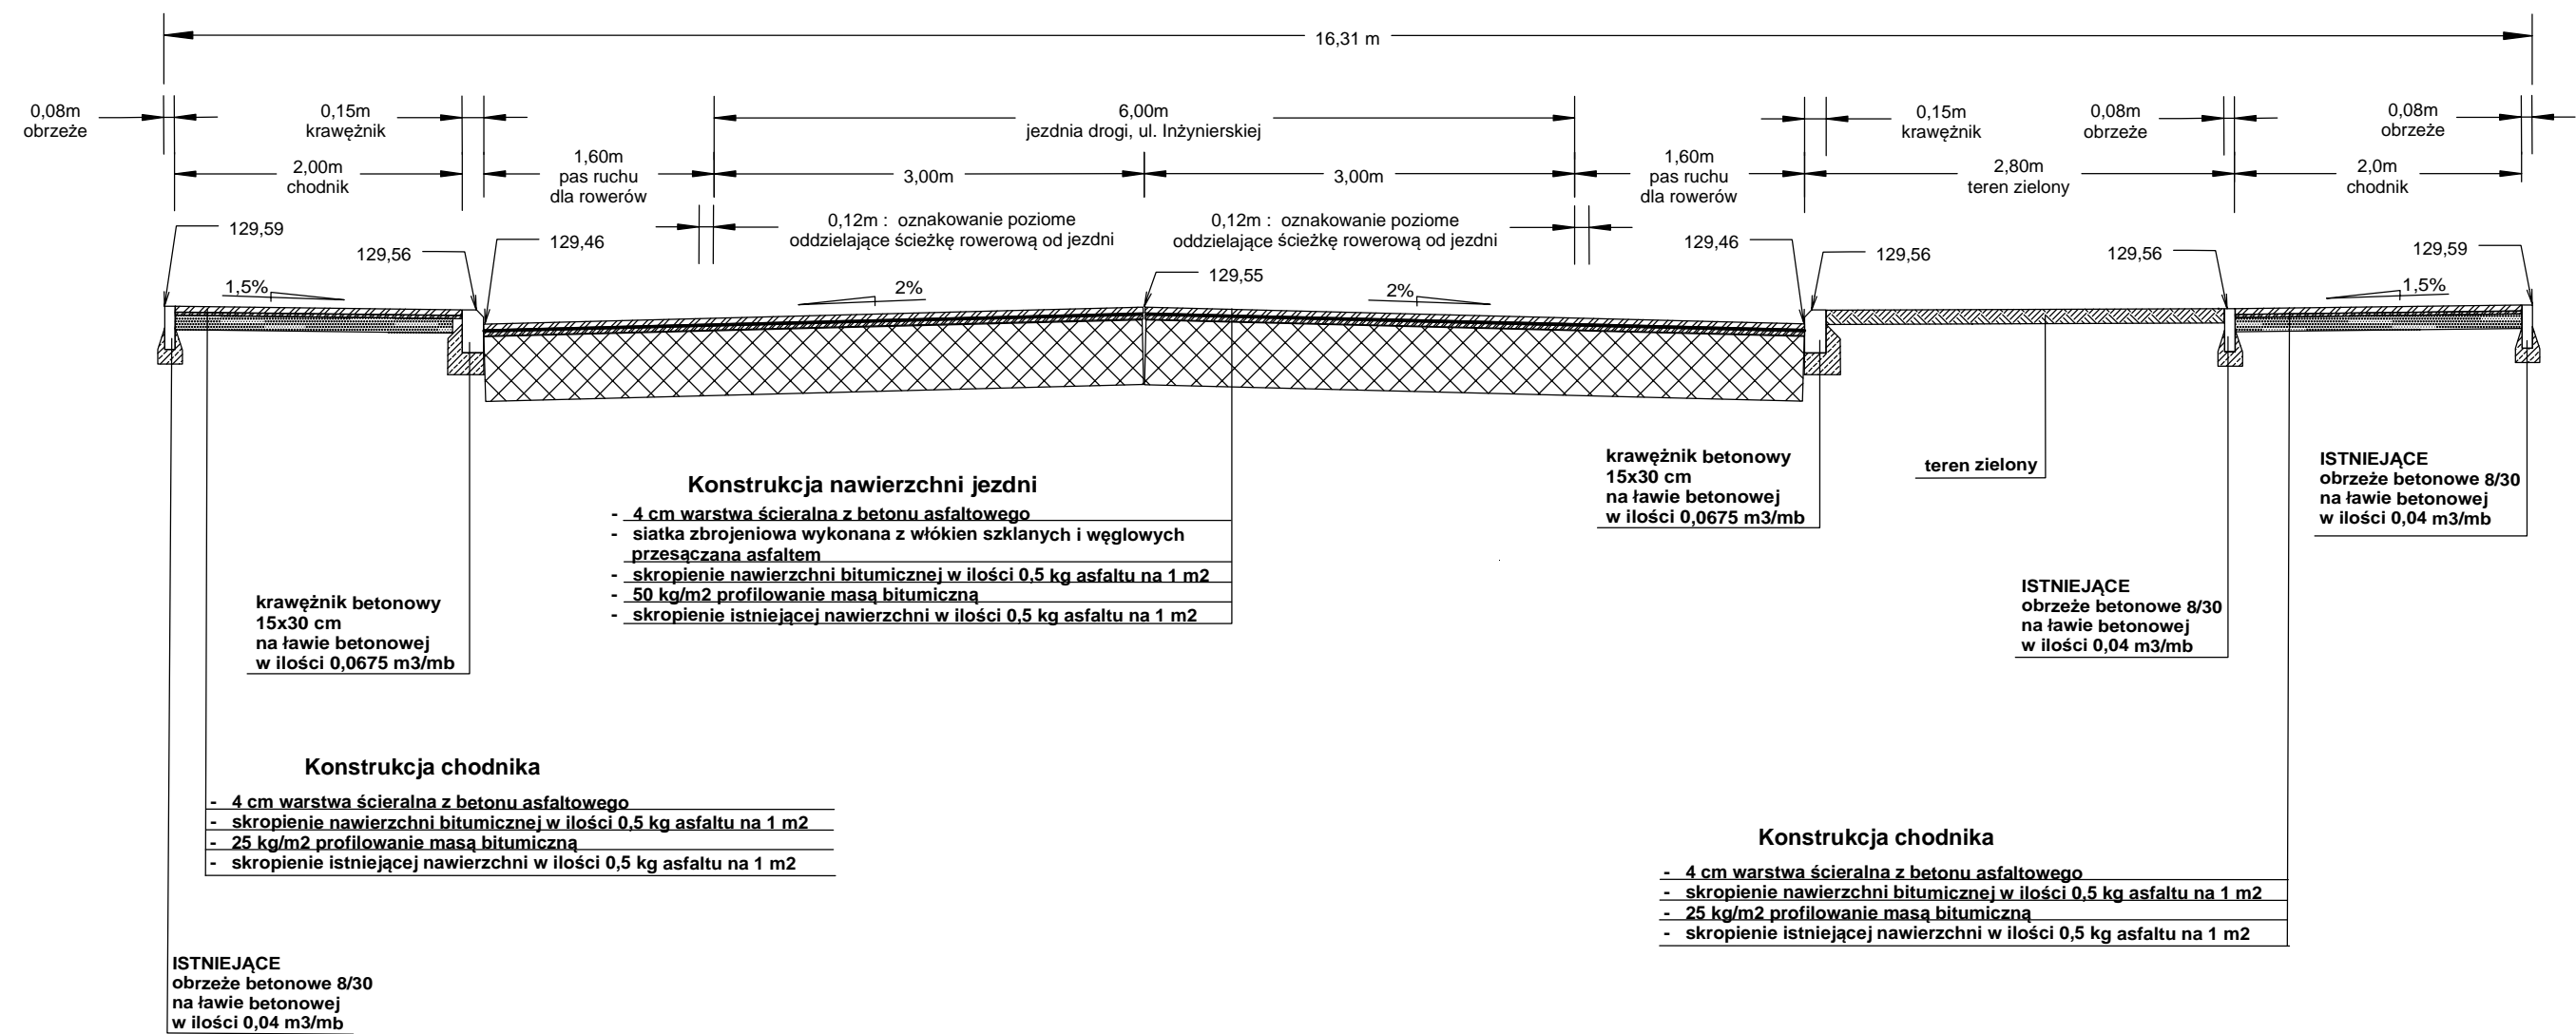 16,31 m
0,08m
obrzeże
0,15m
krawężnik
6,00m
jezdnia drogi, ul. Inżynierskiej
0,15m
krawężnik
0,08m
obrzeże
0,08m
obrzeże
2,00m
chodnik
1,60m
pas ruchu
dla rowerów
3,00m
3,00m
1,60m
pas ruchu
dla rowerów
2,80m
teren zielony
2,0m
chodnik
0,12m : oznakowanie poziome
oddzielające ścieżkę rowerową od jezdni
0,12m : oznakowanie poziome
oddzielające ścieżkę rowerową od jezdni
129,59
129,56
129,46
129,55
129,46
129,56
129,56
129,59
1,5%
2%
2%
1,5%
Konstrukcja nawierzchni jezdni
- 4 cm warstwa ścieralna z betonu asfaltowego
- siatka zbrojeniowa wykonana z włókien szklanych i węglowych
przesączana asfaltem
- skropienie nawierzchni bitumicznej w ilości 0,5 kg asfaltu na 1 m2
- 50 kg/m2 profilowanie masą bitumiczną
- skropienie istniejącej nawierzchni w ilości 0,5 kg asfaltu na 1 m2
krawężnik betonowy
15x30 cm
na ławie betonowej
w ilości 0,0675 m3/mb
teren zielony
ISTNIEJĄCE
obrzeże betonowe 8/30
na ławie betonowej
w ilości 0,04 m3/mb
krawężnik betonowy
15x30 cm
na ławie betonowej
w ilości 0,0675 m3/mb
ISTNIEJĄCE
obrzeże betonowe 8/30
na ławie betonowej
w ilości 0,04 m3/mb
Konstrukcja chodnika
- 4 cm warstwa ścieralna z betonu asfaltowego
- skropienie nawierzchni bitumicznej w ilości 0,5 kg asfaltu na 1 m2
- 25 kg/m2 profilowanie masą bitumiczną
- skropienie istniejącej nawierzchni w ilości 0,5 kg asfaltu na 1 m2
Konstrukcja chodnika
- 4 cm warstwa ścieralna z betonu asfaltowego
- skropienie nawierzchni bitumicznej w ilości 0,5 kg asfaltu na 1 m2
- 25 kg/m2 profilowanie masą bitumiczną
- skropienie istniejącej nawierzchni w ilości 0,5 kg asfaltu na 1 m2
ISTNIEJĄCE
obrzeże betonowe 8/30
na ławie betonowej
w ilości 0,04 m3/mb